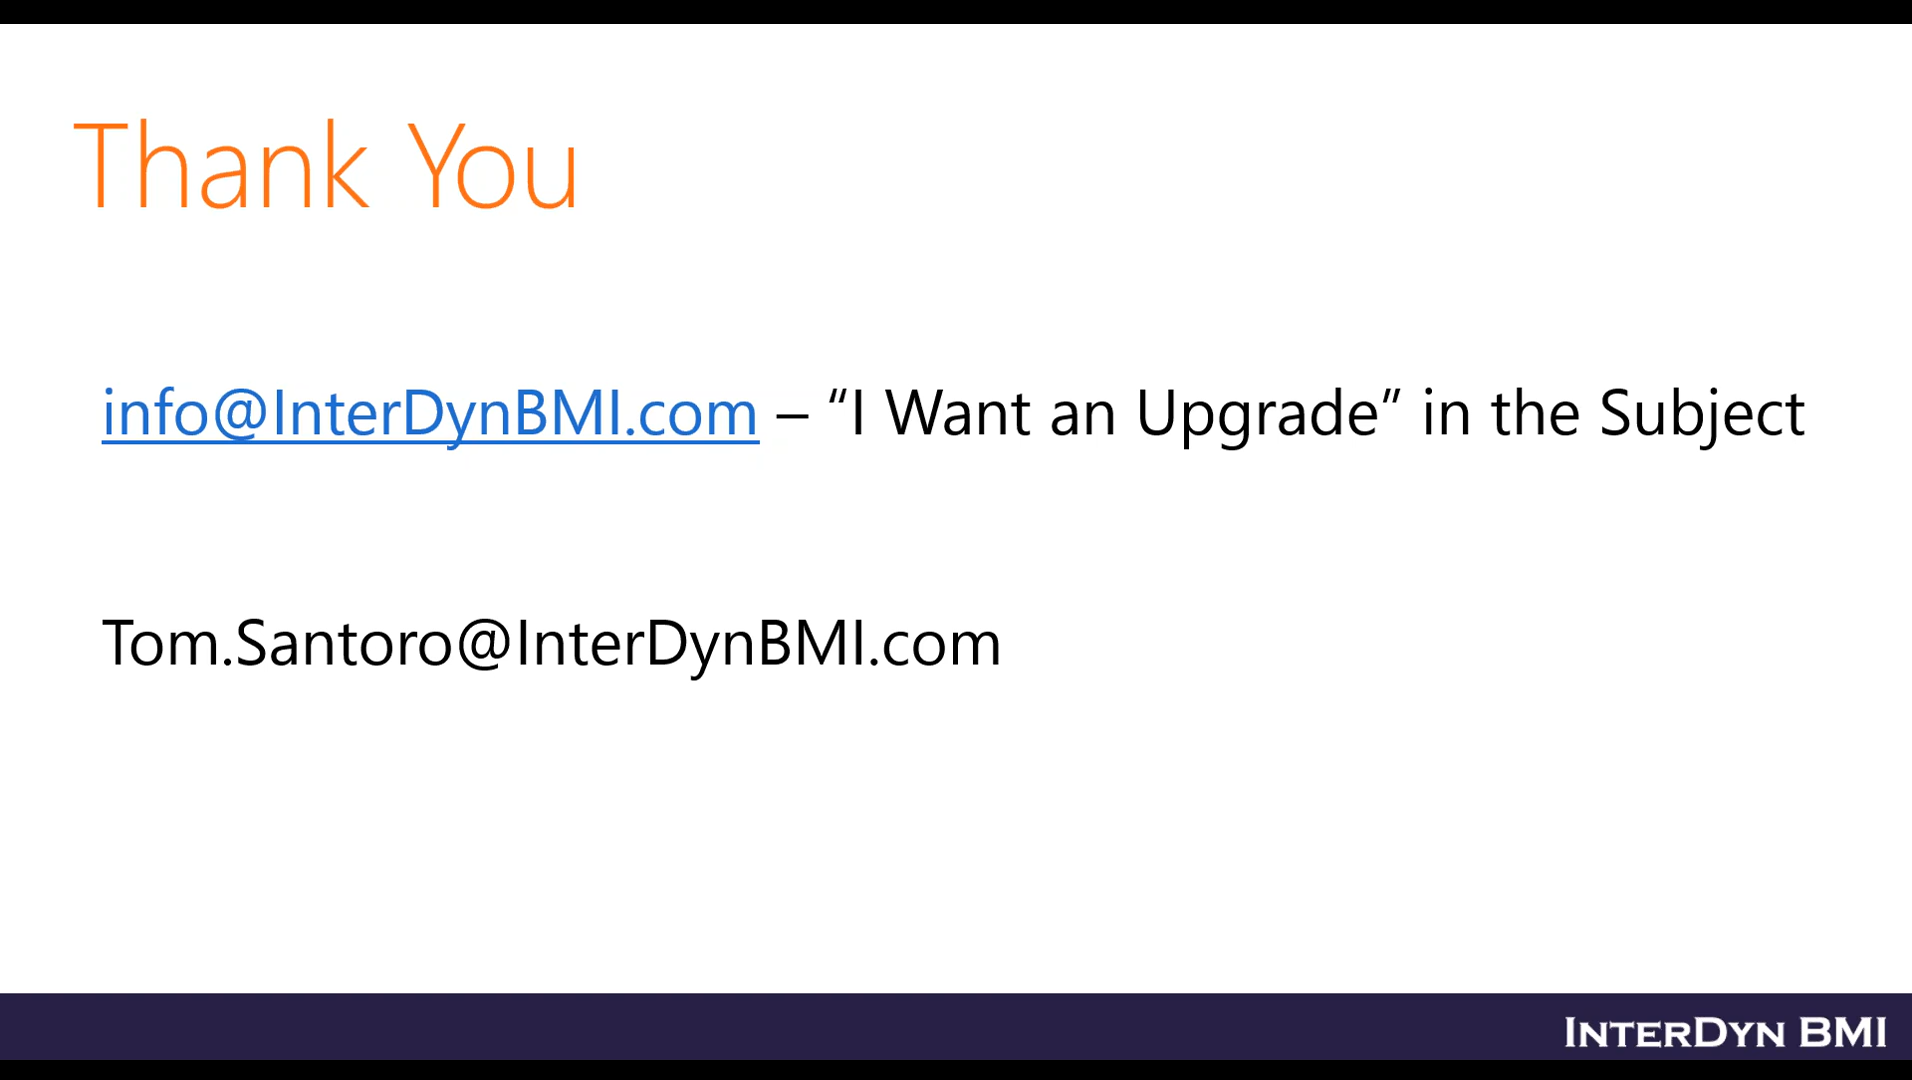 Thank You
info@InterDynBMI.com – “I Want an Upgrade” in the Subject
Tom.Santoro@InterDynBMI.com
INTERDYN BMI